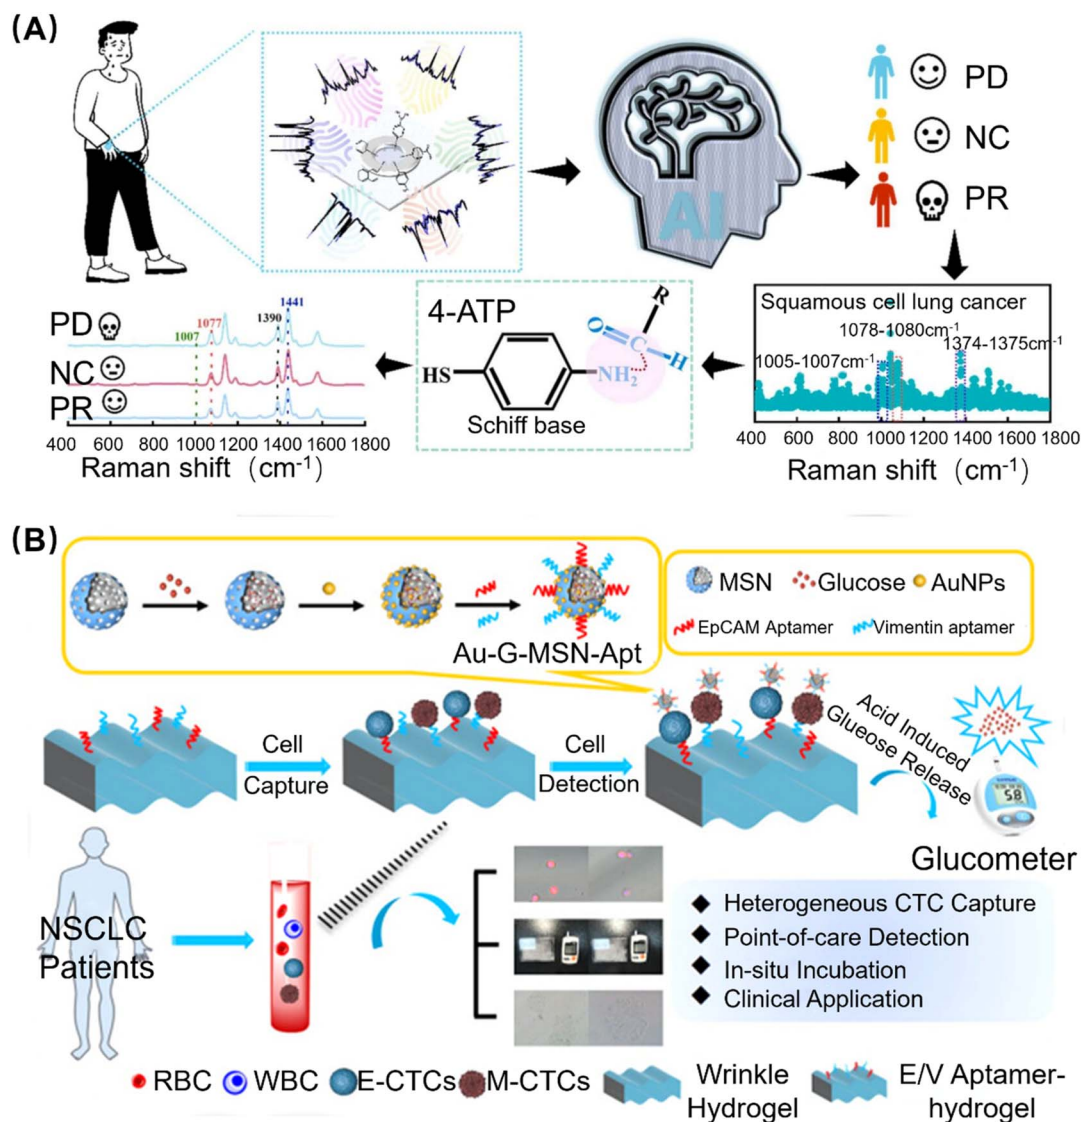 (A)
AI
PD
NC
PR
1007
1077
1390
1441
PD
NC
PR
400 600 800 1000 1200 1400 1600 1800
Raman shift (cm-1)
4-ATP
R
O
C
H
HS
NH2
Schiff base
Squamous cell lung cancer
1078-1080cm-1
1374-1375cm-1
1005-1007cm-1
400 600 800 1000 1200 1400 1600 1800
Raman shift (cm-1)
(B)
Au-G-MSN-Apt
MSN Glucose AuNPs
EpCAM Aptamer Vimentin aptamer
Cell
Capture
Cell
Detection
Acid Induced
Glueose Release
5.8
Glucometer
NSCLC
Patients
Heterogeneous CTC Capture
Point-of-care Detection
In-situ Incubation
Clinical Application
RBC WBC E-CTCs M-CTCs
Wrinkle
Hydrogel
E/V Aptamer-
hydrogel